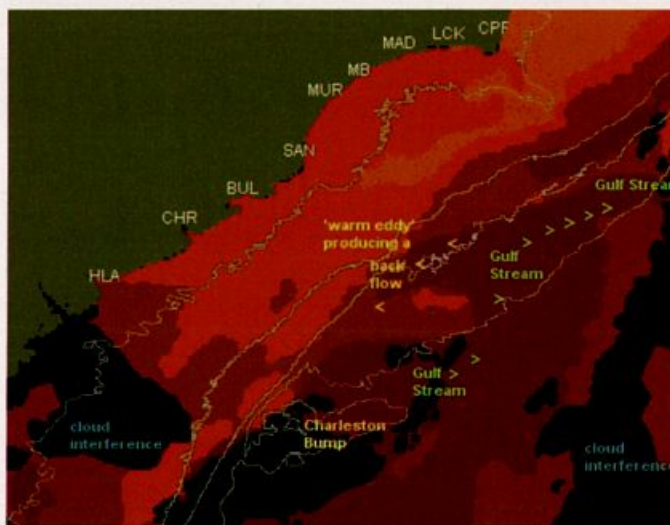 CPF
LCK
MAD
MB
MUR
SAN
BUL
CHR
HLA
Gulf Stream
'warm eddy'
producing a
back
flow
Gulf
Stream
Gulf
Stream
Charleston
Bump
cloud
interference
cloud
interference